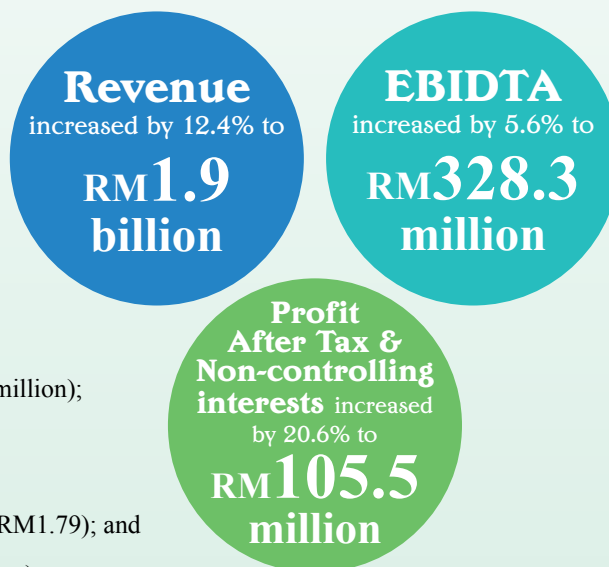 Revenue
increased by 12.4% to
RM1.9
billion
EBIDTA
increased by 5.6% to
RM328.3
million
Profit
After Tax &
Non-controlling
interests increased
by 20.6% to
RM105.5
million
million);
RM1.79); and